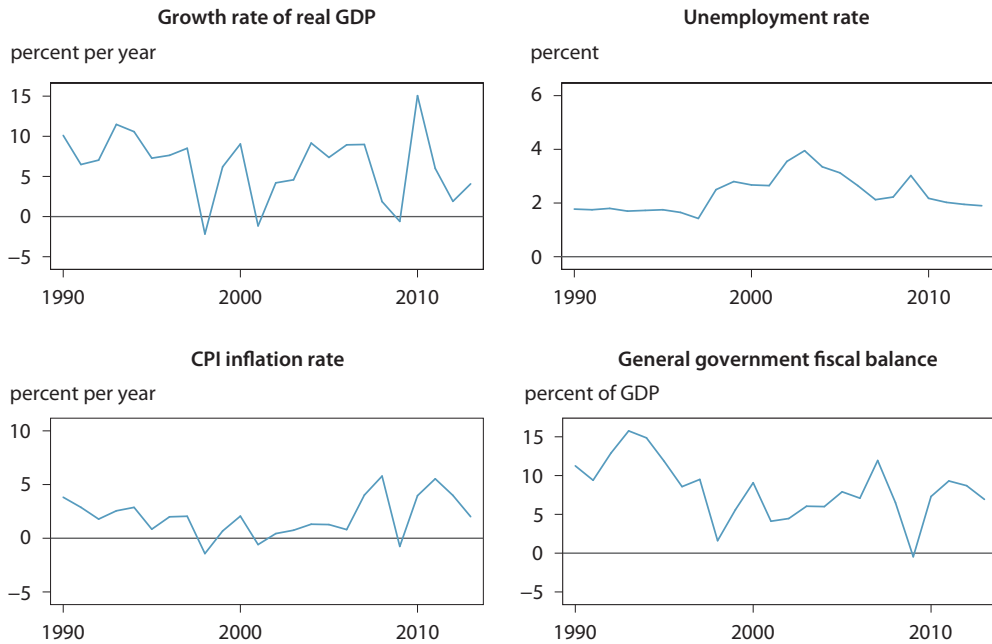 Growth rate of real GDP
percent per year
15
10
5
0
−5
1990 2000 2010
Unemployment rate
percent
6
4
2
0
1990 2000 2010
CPI inflation rate
percent per year
10
5
0
−5
1990 2000 2010
General government fiscal balance
percent of GDP
15
10
5
0
−5
1990 2000 2010